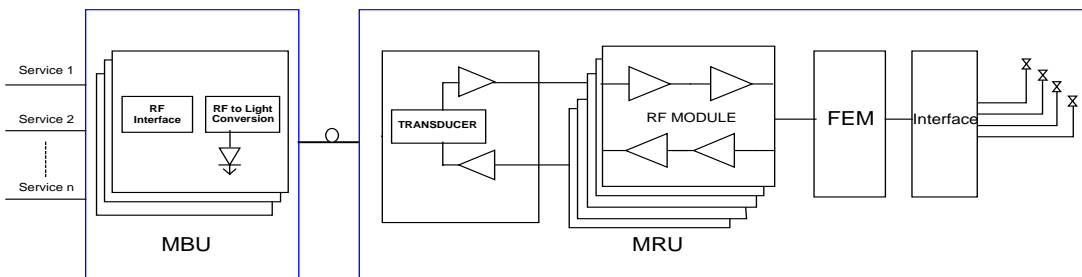 Service 1
Service 2
Service n
RF
Interface
RF to Light
Conversion
MBU
TRANSDUCER
RF MODULE
MRU
FEM
Interface